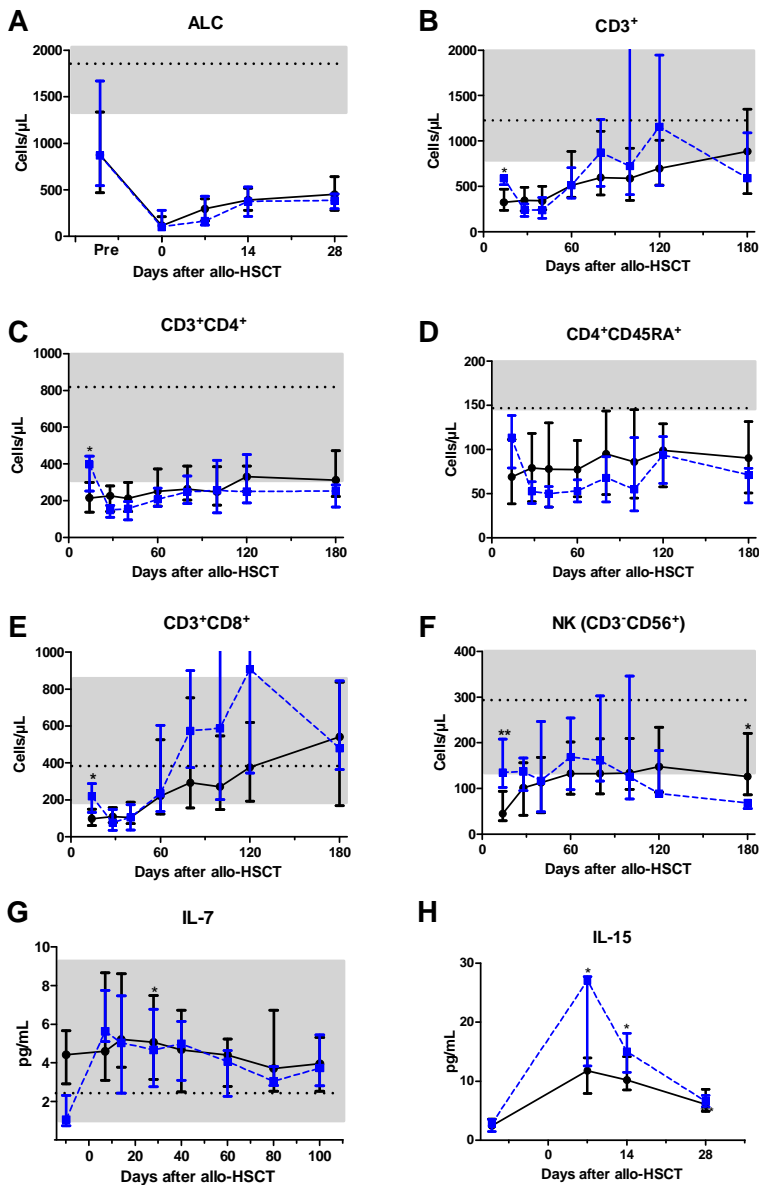 A
ALC
2000
1500
1000
500
0
Cells/µL
Pre 0 14 28
Days after allo-HSCT
B
CD3⁺
2000
1500
1000
500
0
Cells/µL
*
0 60 120 180
Days after allo-HSCT
C
CD3⁺CD4⁺
1000
800
600
400
200
0
Cells/µL
*
0 60 120 180
Days after allo-HSCT
D
CD4⁺CD45RA⁺
200
150
100
50
0
Cells/µL
0 60 120 180
Days after allo-HSCT
E
CD3⁺CD8⁺
1000
800
600
400
200
0
Cells/µL
*
0 60 120 180
Days after allo-HSCT
F
NK (CD3⁻CD56⁺)
400
300
200
100
0
Cells/µL
** *
0 60 120 180
Days after allo-HSCT
G
IL-7
10
8
6
4
2
pg/mL
*
0 20 40 60 80 100
Days after allo-HSCT
H
IL-15
30
20
10
0
pg/mL
*
*
*
0 14 28
Days after allo-HSCT